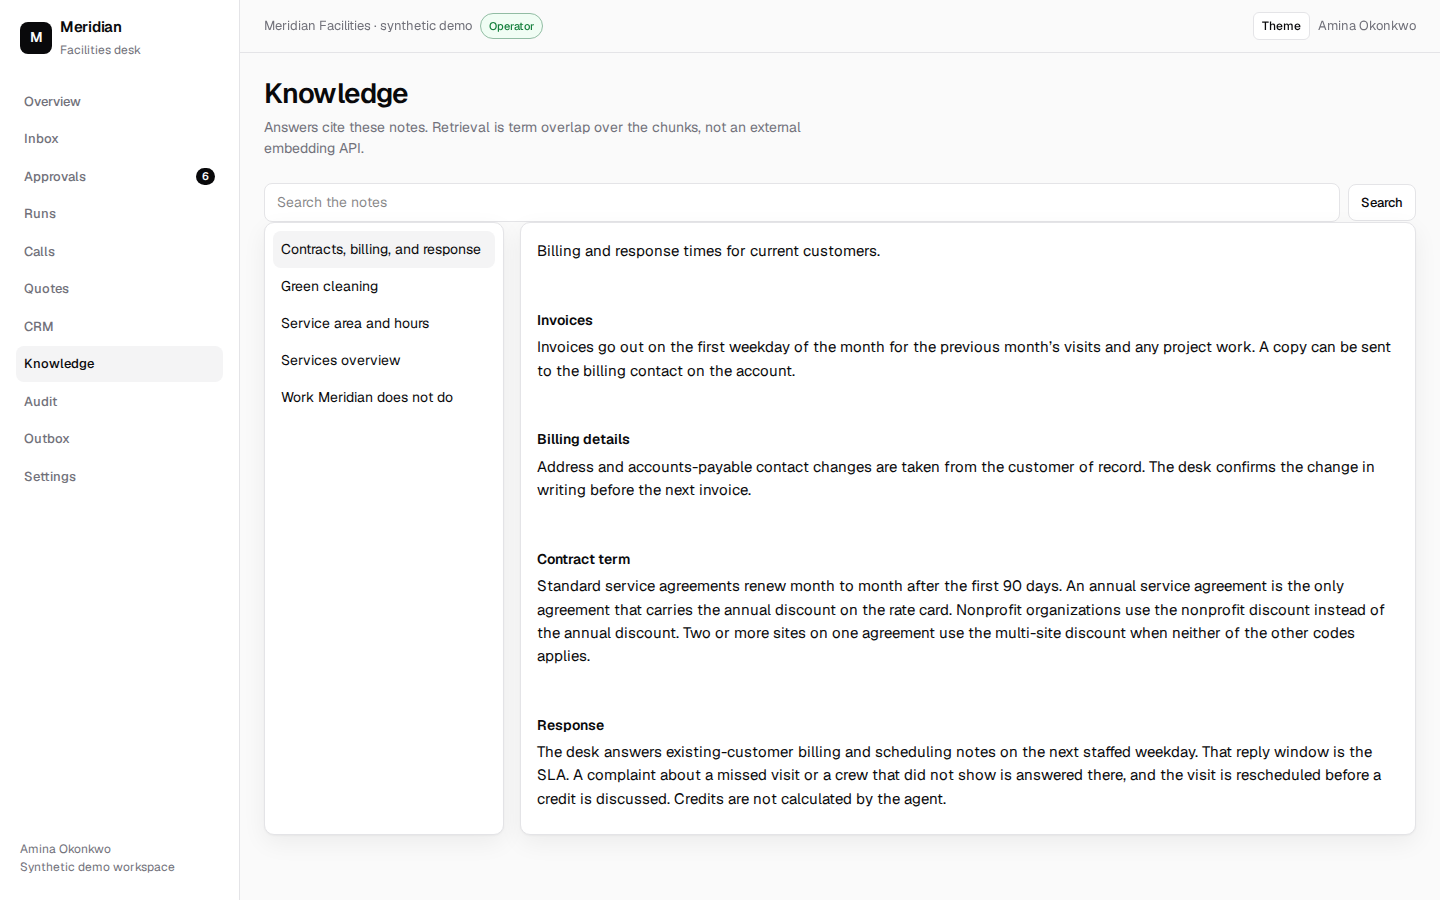 M
Meridian
Facilities desk
Overview
Inbox
Approvals
6
Runs
Calls
Quotes
CRM
Knowledge
Audit
Outbox
Settings
Amina Okonkwo
Synthetic demo workspace
Meridian Facilities · synthetic demo
Operator
Theme
Amina Okonkwo
Knowledge
Answers cite these notes. Retrieval is term overlap over the chunks, not an external
embedding API.
Search the notes
Search
Contracts, billing, and response
Green cleaning
Service area and hours
Services overview
Work Meridian does not do
Billing and response times for current customers.
Invoices
Invoices go out on the first weekday of the month for the previous month’s visits and any project work. A copy can be sent
to the billing contact on the account.
Billing details
Address and accounts-payable contact changes are taken from the customer of record. The desk confirms the change in
writing before the next invoice.
Contract term
Standard service agreements renew month to month after the first 90 days. An annual service agreement is the only
agreement that carries the annual discount on the rate card. Nonprofit organizations use the nonprofit discount instead of
the annual discount. Two or more sites on one agreement use the multi-site discount when neither of the other codes
applies.
Response
The desk answers existing-customer billing and scheduling notes on the next staffed weekday. That reply window is the
SLA. A complaint about a missed visit or a crew that did not show is answered there, and the visit is rescheduled before a
credit is discussed. Credits are not calculated by the agent.